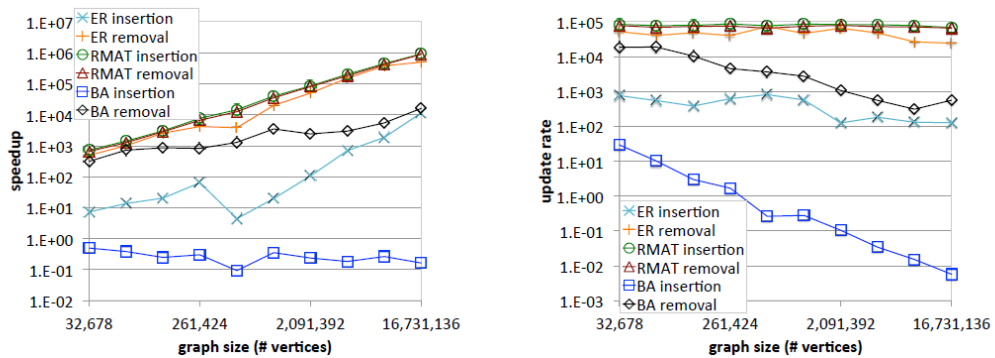 1.E+07
1.E+06
1.E+05
1.E+04
1.E+03
1.E+02
1.E+01
1.E+00
1.E-01
1.E-02
speedup
ER insertion
ER removal
RMAT insertion
RMAT removal
BA insertion
BA removal
32,678
261,424
2,091,392
16,731,136
graph size (# vertices)
1.E+05
1.E+04
1.E+03
1.E+02
1.E+01
1.E+00
1.E-01
1.E-02
1.E-03
update rate
ER insertion
ER removal
RMAT insertion
RMAT removal
BA insertion
BA removal
32,678
261,424
2,091,392
16,731,136
graph size (# vertices)